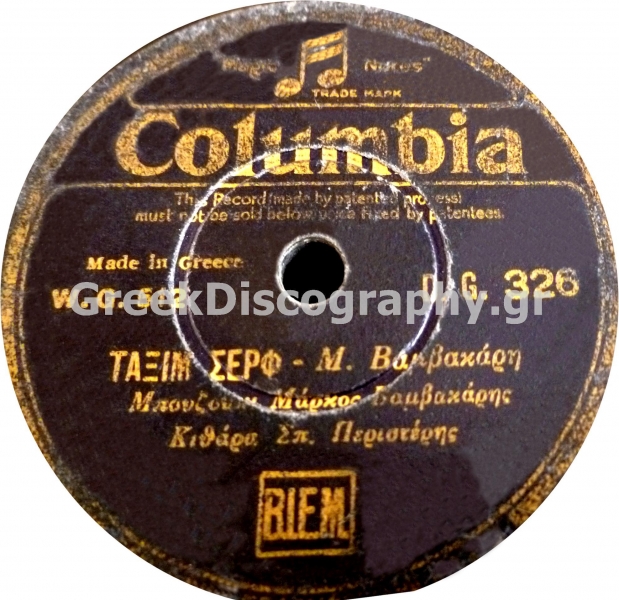 Magic Notes"
TRADE MARK
Columbia
This Record (made by patented process)
must not be sold below price fixed by patentees.
Made in Greece
W.G. D.G. 326
GreekDiscography.gr
ΤΑΞΙΜ ΣΕΡΦ - Μ. Βαμβακάρη
Μπουζούκι Μάρκος Βαμβακάρης
Κιθάρα Σπ. Περιστέρης
B.I.E.M.